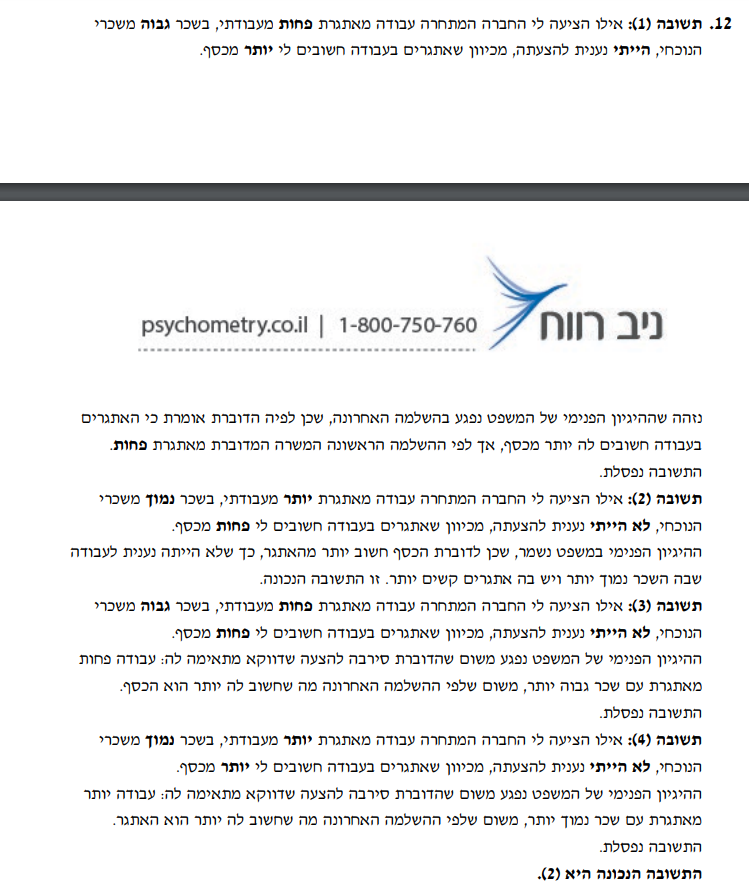 12. תשובה (1): אילו הציעה לי החברה המתחרה עבודה מאתגרת פחות מעבודתי, בשכר גבוה משכרי
הנוכחי, הייתי נענית להצעתה, מכיוון שאתגרים בעבודה חשובים לי יותר מכסף.
ניב רווח
psychometry.co.il | 1-800-750-760
נזהה שההיגיון הפנימי של המשפט נפגע בהשלמה האחרונה, שכן לפיה הדוברת אומרת כי האתגרים
בעבודה חשובים לה יותר מכסף, אך לפי ההשלמה הראשונה המשרה המדוברת מאתגרת פחות.
התשובה נפסלת.
תשובה (2): אילו הציעה לי החברה המתחרה עבודה מאתגרת יותר מעבודתי, בשכר נמוך משכרי
הנוכחי, לא הייתי נענית להצעתה, מכיוון שאתגרים בעבודה חשובים לי פחות מכסף.
ההיגיון הפנימי במשפט נשמר, שכן לדוברת הכסף חשוב יותר מהאתגר, כך שלא הייתה נענית לעבודה
שבה השכר נמוך יותר ויש בה אתגרים קשים יותר. זו התשובה הנכונה.
תשובה (3): אילו הציעה לי החברה המתחרה עבודה מאתגרת פחות מעבודתי, בשכר גבוה משכרי
הנוכחי, לא הייתי נענית להצעתה, מכיוון שאתגרים בעבודה חשובים לי פחות מכסף.
ההיגיון הפנימי של המשפט נפגע משום שהדוברת סירבה להצעה שדווקא מתאימה לה: עבודה פחות
מאתגרת עם שכר גבוה יותר, משום שלפי ההשלמה האחרונה מה שחשוב לה יותר הוא הכסף.
התשובה נפסלת.
תשובה (4): אילו הציעה לי החברה המתחרה עבודה מאתגרת יותר מעבודתי, בשכר נמוך משכרי
הנוכחי, לא הייתי נענית להצעתה, מכיוון שאתגרים בעבודה חשובים לי יותר מכסף.
ההיגיון הפנימי של המשפט נפגע משום שהדוברת סירבה להצעה שדווקא מתאימה לה: עבודה יותר
מאתגרת עם שכר נמוך יותר, משום שלפי ההשלמה האחרונה מה שחשוב לה יותר הוא האתגר.
התשובה נפסלת.
התשובה הנכונה היא (2).